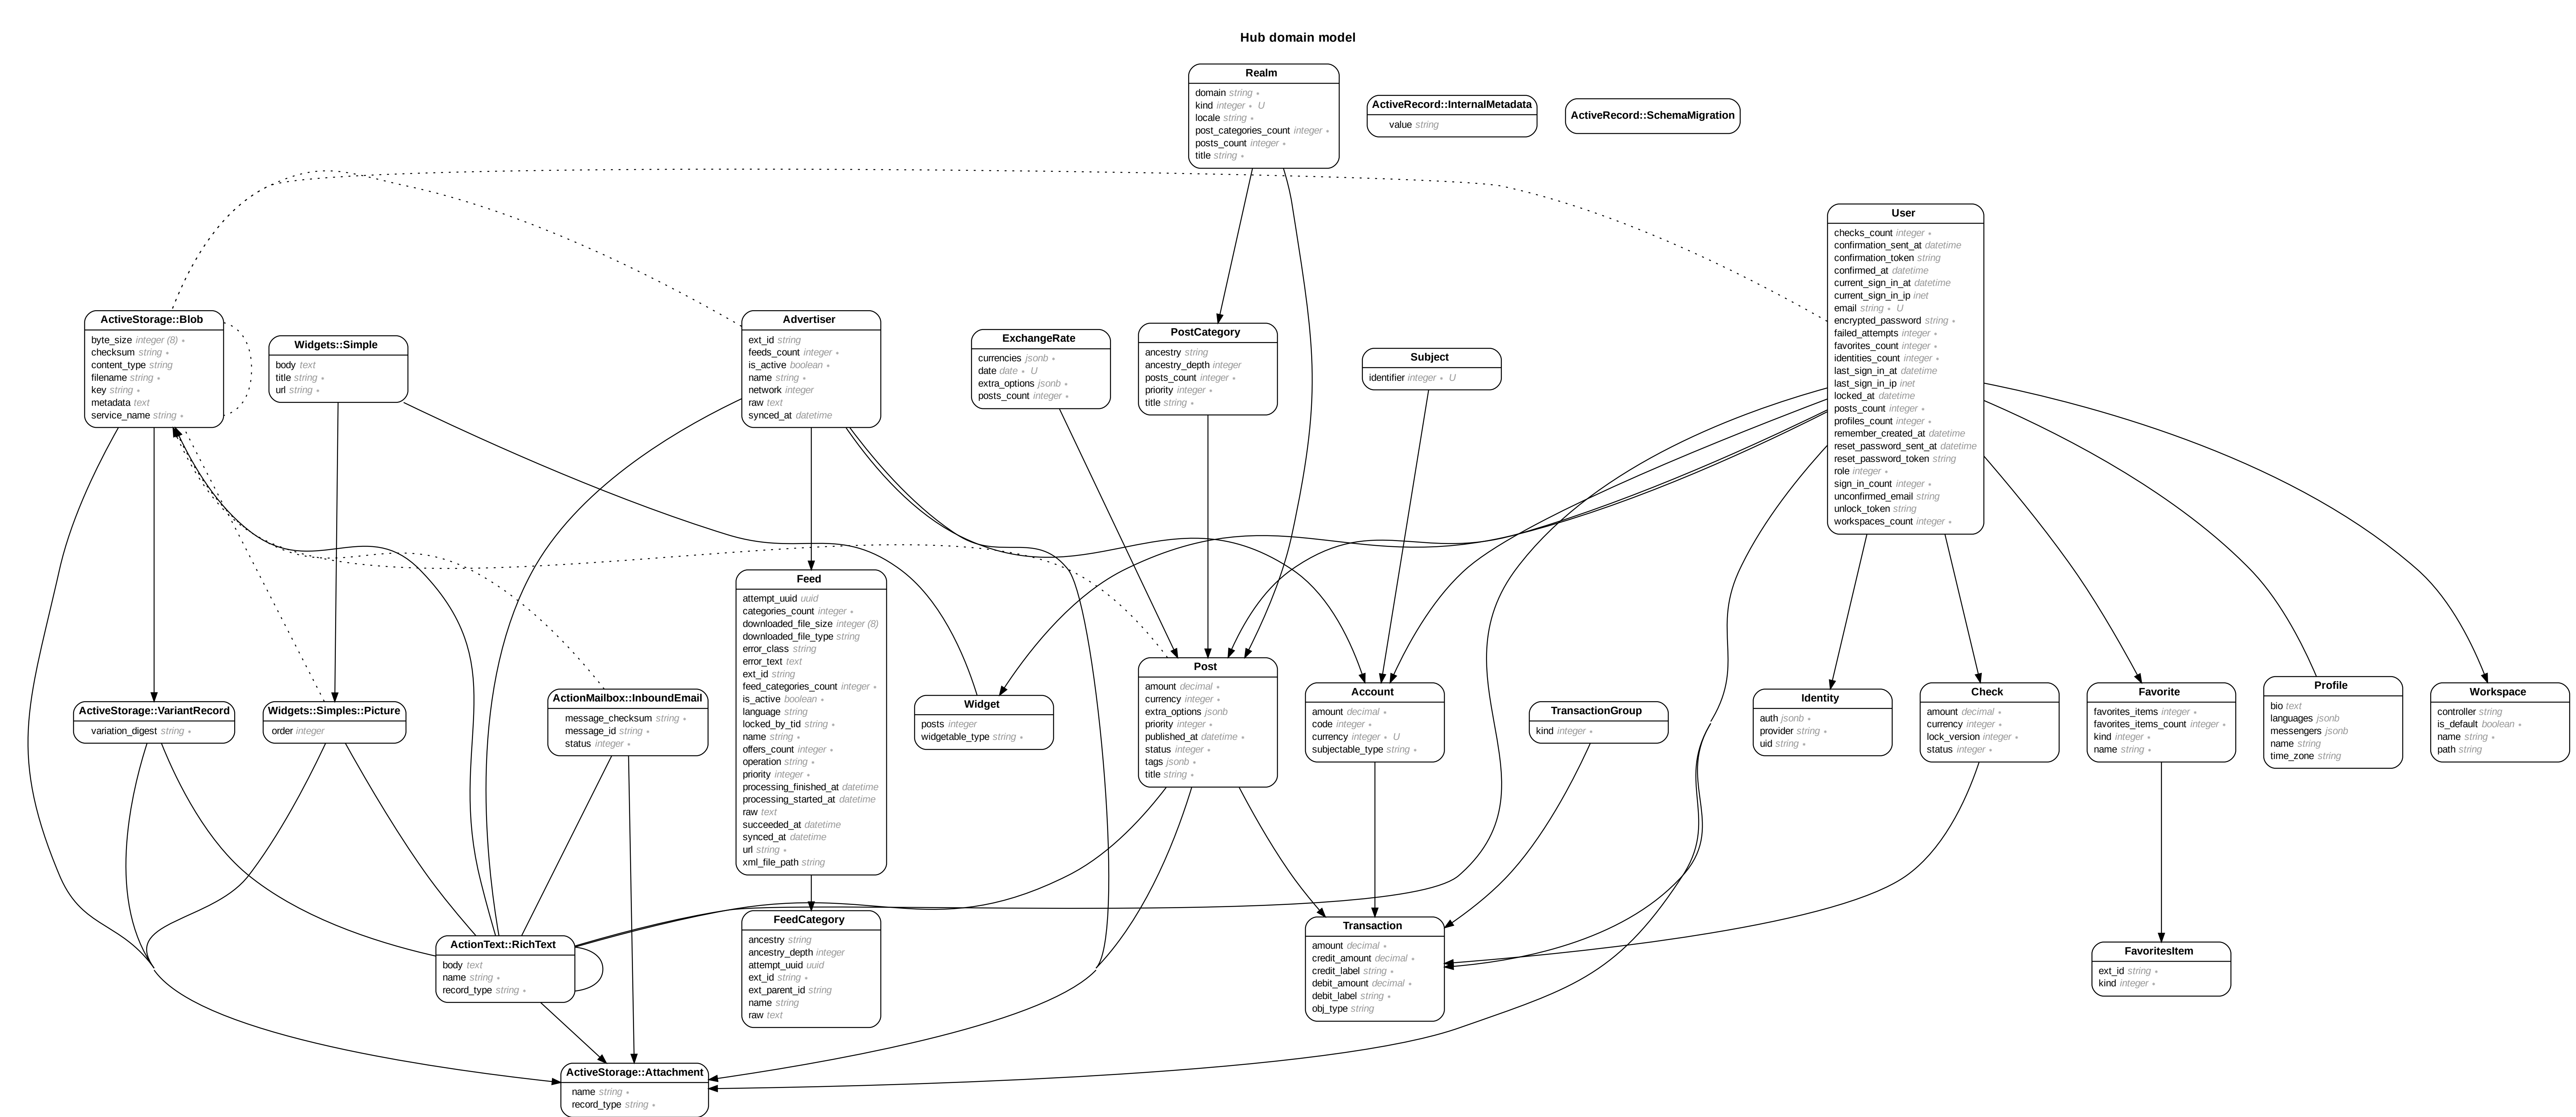 Hub domain model
Realm
domain string ∗
kind integer ∗ U
locale string ∗
post_categories_count integer ∗
posts_count integer ∗
title string ∗
ActiveRecord::InternalMetadata
value string
ActiveRecord::SchemaMigration
User
checks_count integer ∗
confirmation_sent_at datetime
confirmation_token string
confirmed_at datetime
current_sign_in_at datetime
current_sign_in_ip inet
email string ∗ U
encrypted_password string ∗
failed_attempts integer ∗
favorites_count integer ∗
identities_count integer ∗
last_sign_in_at datetime
last_sign_in_ip inet
locked_at datetime
posts_count integer ∗
profiles_count integer ∗
remember_created_at datetime
reset_password_sent_at datetime
reset_password_token string
role integer ∗
sign_in_count integer ∗
unconfirmed_email string
unlock_token string
workspaces_count integer ∗
ActiveStorage::Blob
byte_size integer (8) ∗
checksum string ∗
content_type string
filename string ∗
key string ∗
metadata text
service_name string ∗
Widgets::Simple
body text
title string ∗
url string ∗
Advertiser
ext_id string
feeds_count integer ∗
is_active boolean ∗
name string ∗
network integer
raw text
synced_at datetime
ExchangeRate
currencies jsonb ∗
date date ∗ U
extra_options jsonb ∗
posts_count integer ∗
PostCategory
ancestry string
ancestry_depth integer
posts_count integer ∗
priority integer ∗
title string ∗
Subject
identifier integer ∗ U
Feed
attempt_uuid uuid
categories_count integer ∗
downloaded_file_size integer (8)
downloaded_file_type string
error_class string
error_text text
ext_id string
feed_categories_count integer ∗
is_active boolean ∗
language string
locked_by_tid string ∗
name string ∗
offers_count integer ∗
operation string ∗
priority integer ∗
processing_finished_at datetime
processing_started_at datetime
raw text
succeeded_at datetime
synced_at datetime
url string ∗
xml_file_path string
ActiveStorage::VariantRecord
variation_digest string ∗
Widgets::Simples::Picture
order integer
ActionMailbox::InboundEmail
message_checksum string ∗
message_id string ∗
status integer ∗
Widget
posts integer
widgetable_type string ∗
Post
amount decimal ∗
currency integer ∗
extra_options jsonb
priority integer ∗
published_at datetime ∗
status integer ∗
tags jsonb ∗
title string ∗
Account
amount decimal ∗
code integer ∗
currency integer ∗ U
subjectable_type string ∗
TransactionGroup
kind integer ∗
Identity
auth jsonb ∗
provider string ∗
uid string ∗
Check
amount decimal ∗
currency integer ∗
lock_version integer ∗
status integer ∗
Favorite
favorites_items integer ∗
favorites_items_count integer ∗
kind integer ∗
name string ∗
Profile
bio text
languages jsonb
messengers jsonb
name string
time_zone string
Workspace
controller string
is_default boolean ∗
name string ∗
path string
ActionText::RichText
body text
name string ∗
record_type string ∗
FeedCategory
ancestry string
ancestry_depth integer
attempt_uuid uuid
ext_id string ∗
ext_parent_id string
name string
raw text
Transaction
amount decimal ∗
credit_amount decimal ∗
credit_label string ∗
debit_amount decimal ∗
debit_label string ∗
obj_type string
FavoritesItem
ext_id string ∗
kind integer ∗
ActiveStorage::Attachment
name string ∗
record_type string ∗